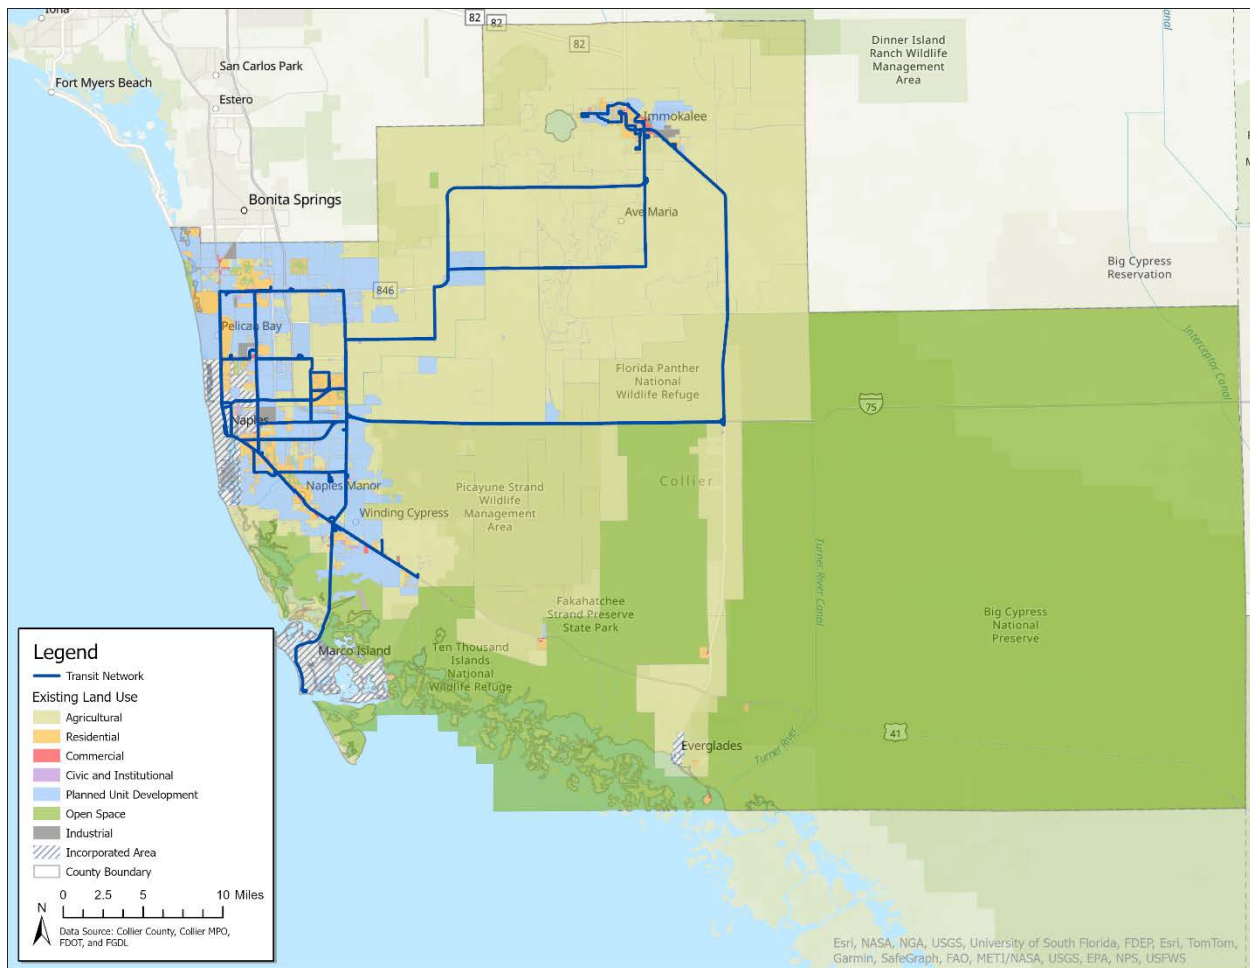 Iona
82
82
82
San Carlos Park
Fort Myers Beach
Estero
Dinner Island
Ranch Wildlife
Management
Area
Immokalee
Bonita Springs
Ave Maria
Big Cypress
Reservation
846
Pelican Bay
Interceptor Canal
Florida Panther
National
Wildlife Refuge
75
Naples
Collier
Naples Manor
Picayune Strand
Wildlife
Management
Area
Winding Cypress
Turner River Canal
Fakahatchee
Strand Preserve
State Park
Big Cypress
National
Preserve
Marco Island
Ten Thousand
Islands
National
Wildlife Refuge
Everglades
Turner River
41
Legend
Transit Network
Existing Land Use
Agricultural
Residential
Commercial
Civic and Institutional
Planned Unit Development
Open Space
Industrial
Incorporated Area
County Boundary
0 2.5 5 10 Miles
N
Data Source: Collier County, Collier MPO,
FDOT, and FGDL
Esri, NASA, NGA, USGS, University of South Florida, FDEP, Esri, TomTom,
Garmin, SafeGraph, FAO, METI/NASA, USGS, EPA, NPS, USFWS